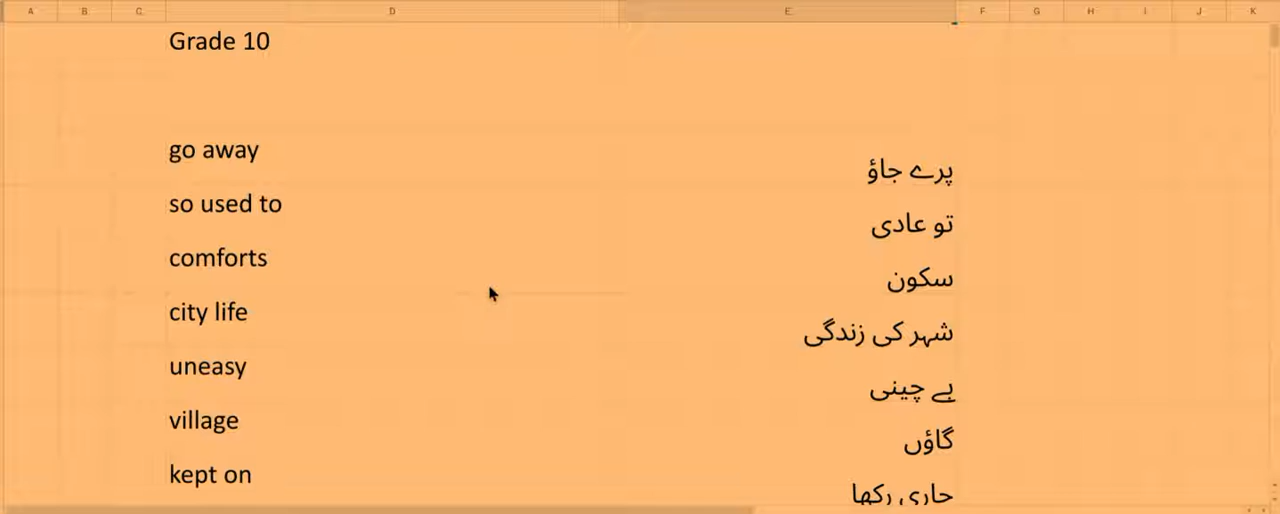 A B C D E F G H I J K
Grade 10
go away
پرے جاؤ
so used to
تو عادی
comforts
سکون
city life
شہر کی زندگی
uneasy
بے چینی
village
گاؤں
kept on
جاری رکھا